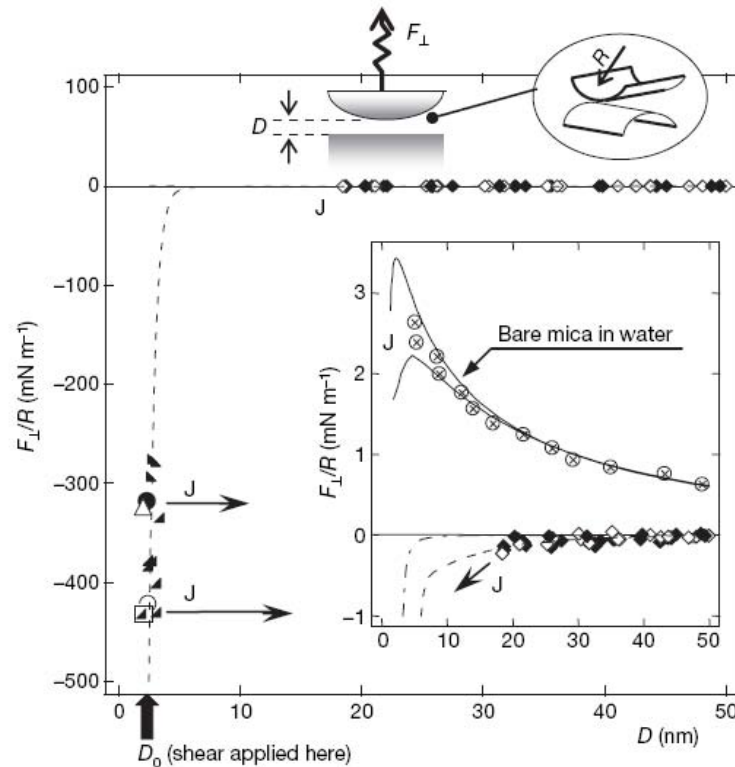 F⊥
R
D
100
0
−100
−200
−300
−400
−500
F⊥/R (mN m⁻¹)
J
J
J
3
2
1
0
−1
F⊥/R (mN m⁻¹)
Bare mica in water
J
J
0 10 20 30 40 50
0 10 20 30 40 50
D₀ (shear applied here)
D (nm)